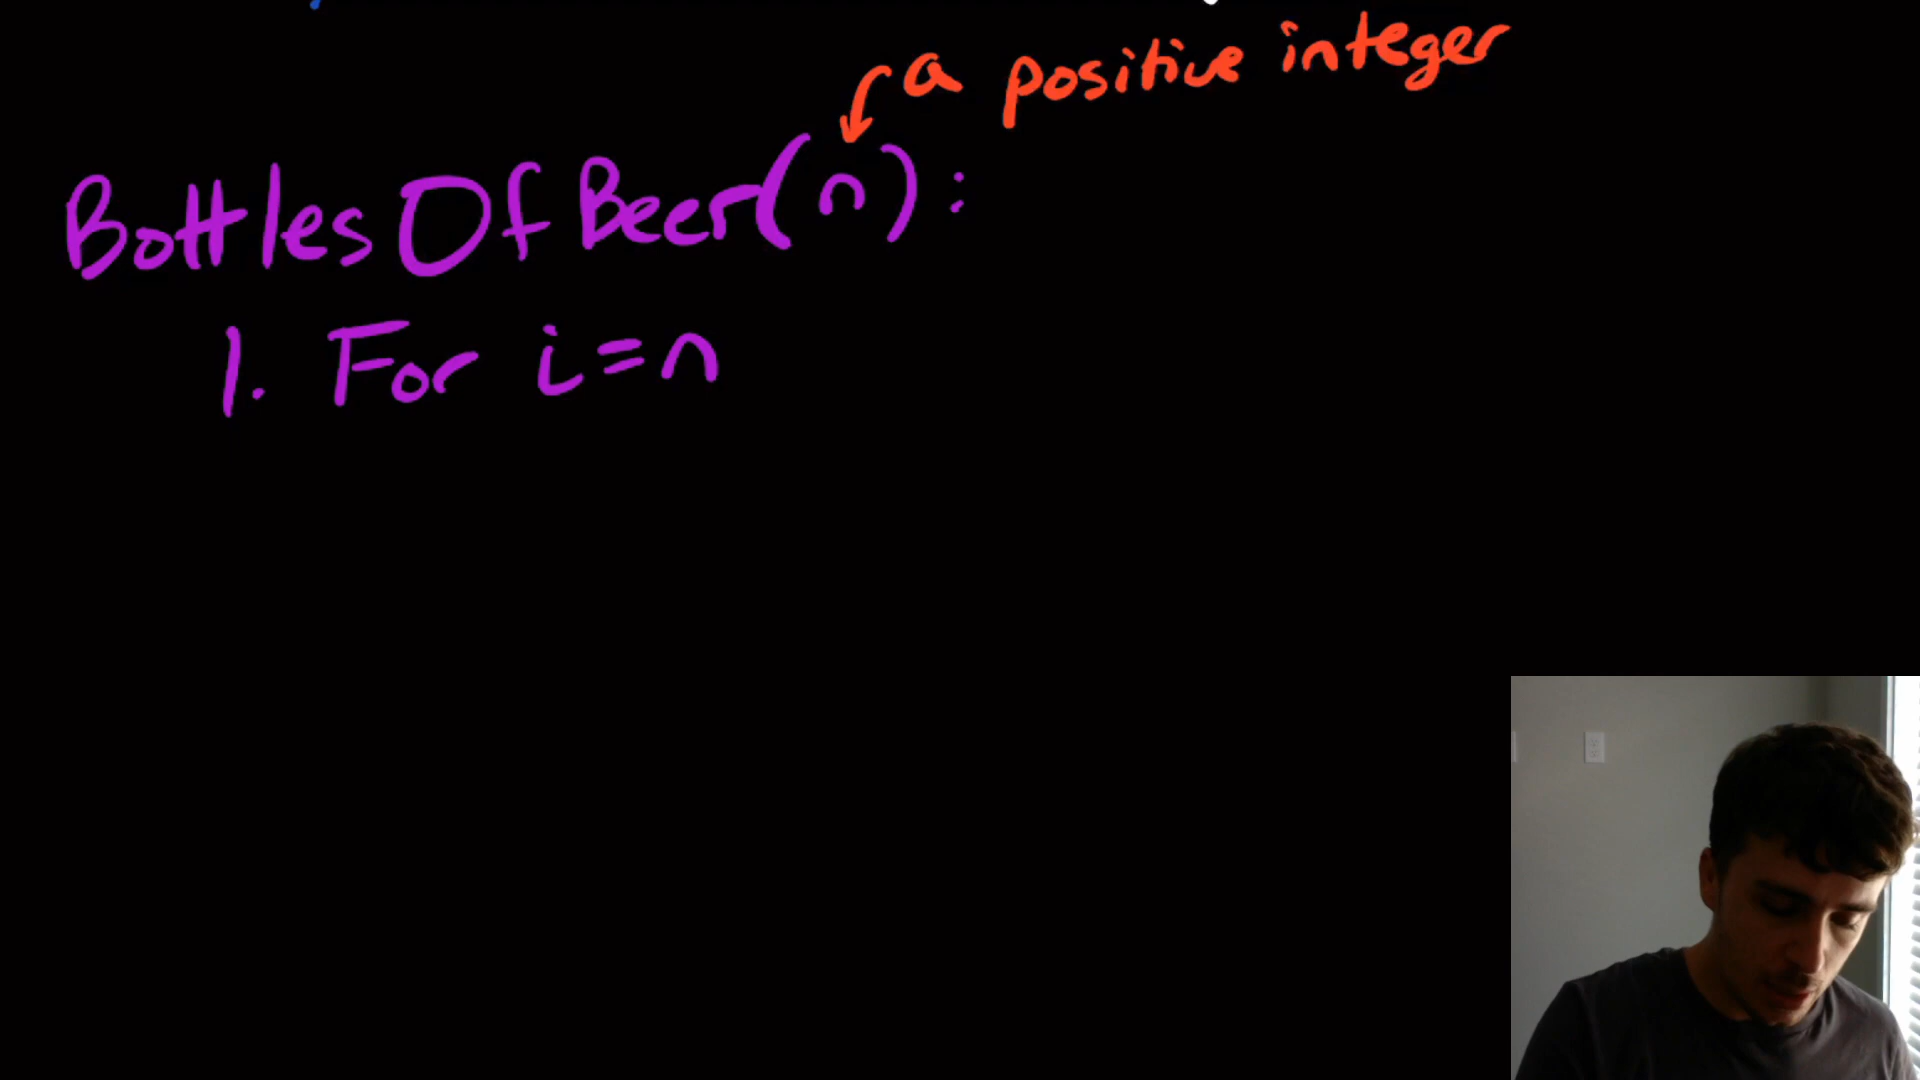 a positive integer
BottlesOfBeer(n):
1. For i=n